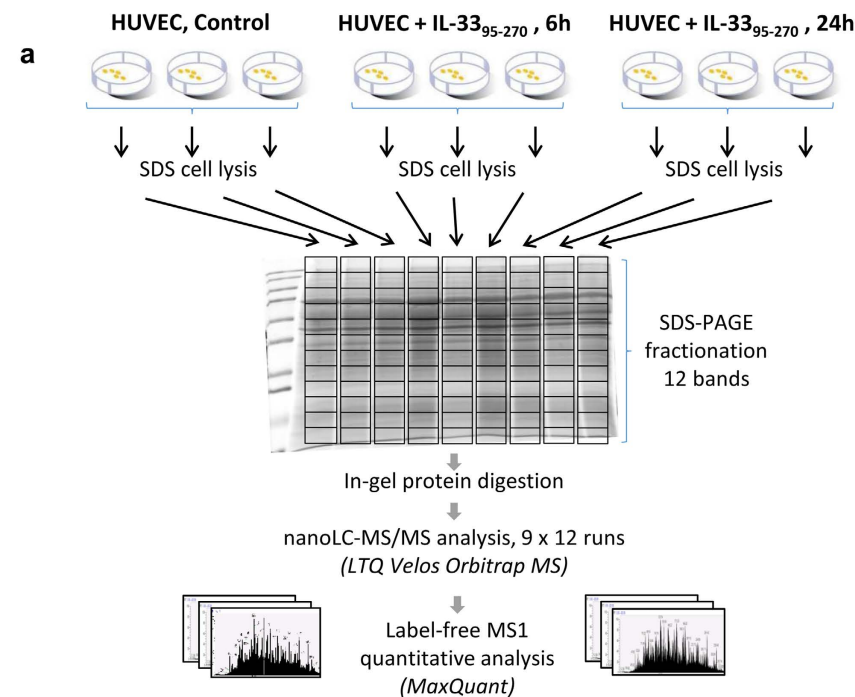 HUVEC, Control
HUVEC + IL-33₉₅₋₂₇₀ , 6h
HUVEC + IL-33₉₅₋₂₇₀ , 24h
a
SDS cell lysis
SDS cell lysis
SDS cell lysis
SDS-PAGE
fractionation
12 bands
In-gel protein digestion
nanoLC-MS/MS analysis, 9 x 12 runs
(LTQ Velos Orbitrap MS)
Label-free MS1
quantitative analysis
(MaxQuant)